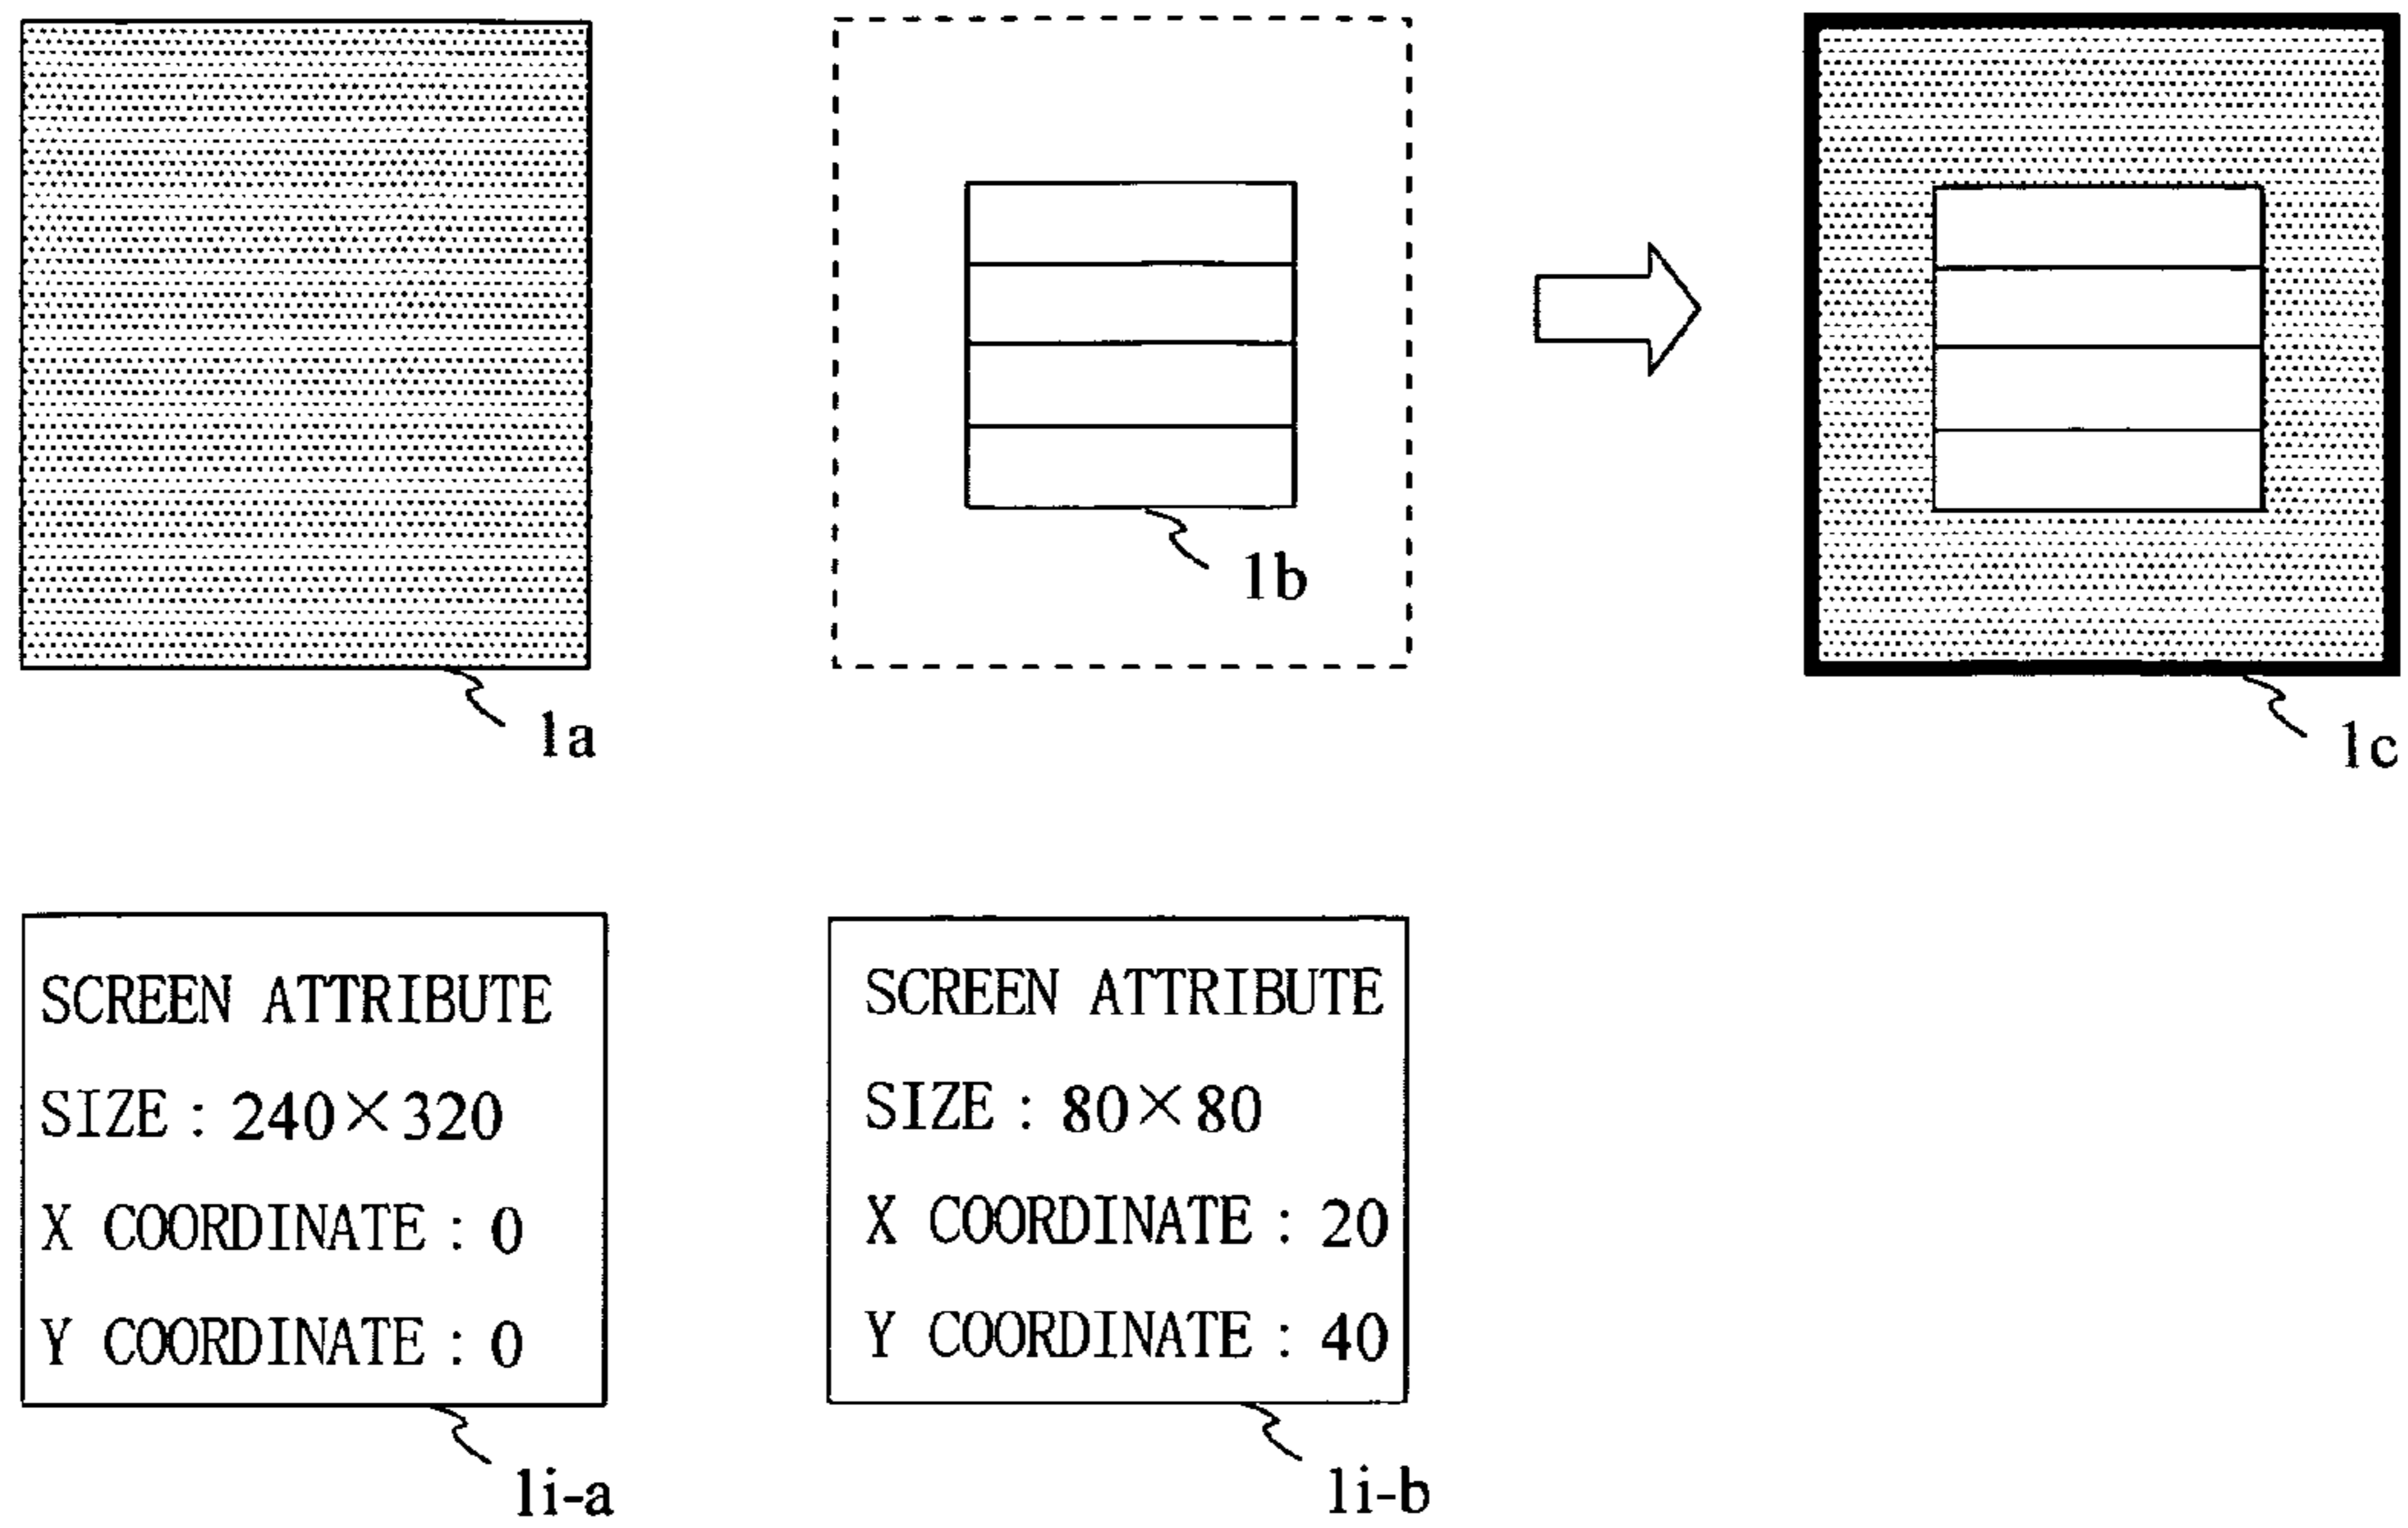 1b
1a
1c
SCREEN ATTRIBUTE
SIZE : 240×320
X COORDINATE : 0
Y COORDINATE : 0
1i-a
SCREEN ATTRIBUTE
SIZE : 80×80
X COORDINATE : 20
Y COORDINATE : 40
1i-b